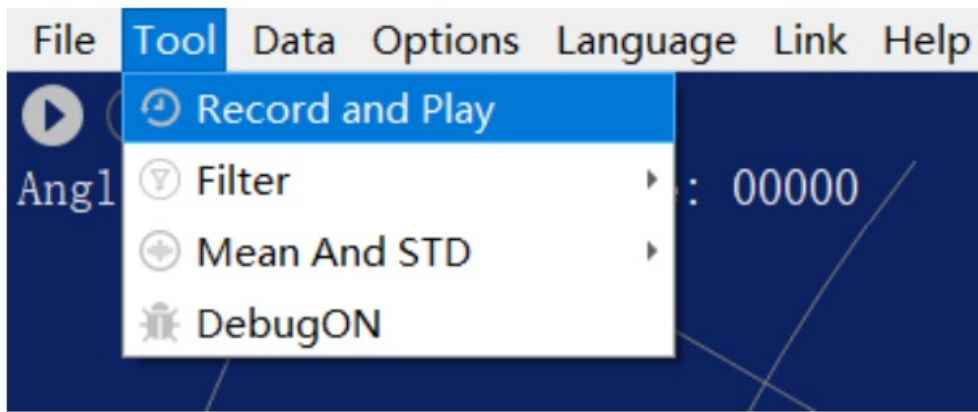 File Tool Data Options Language Link Help
Record and Play
Angl : 00000
Filter
Mean And STD
DebugON